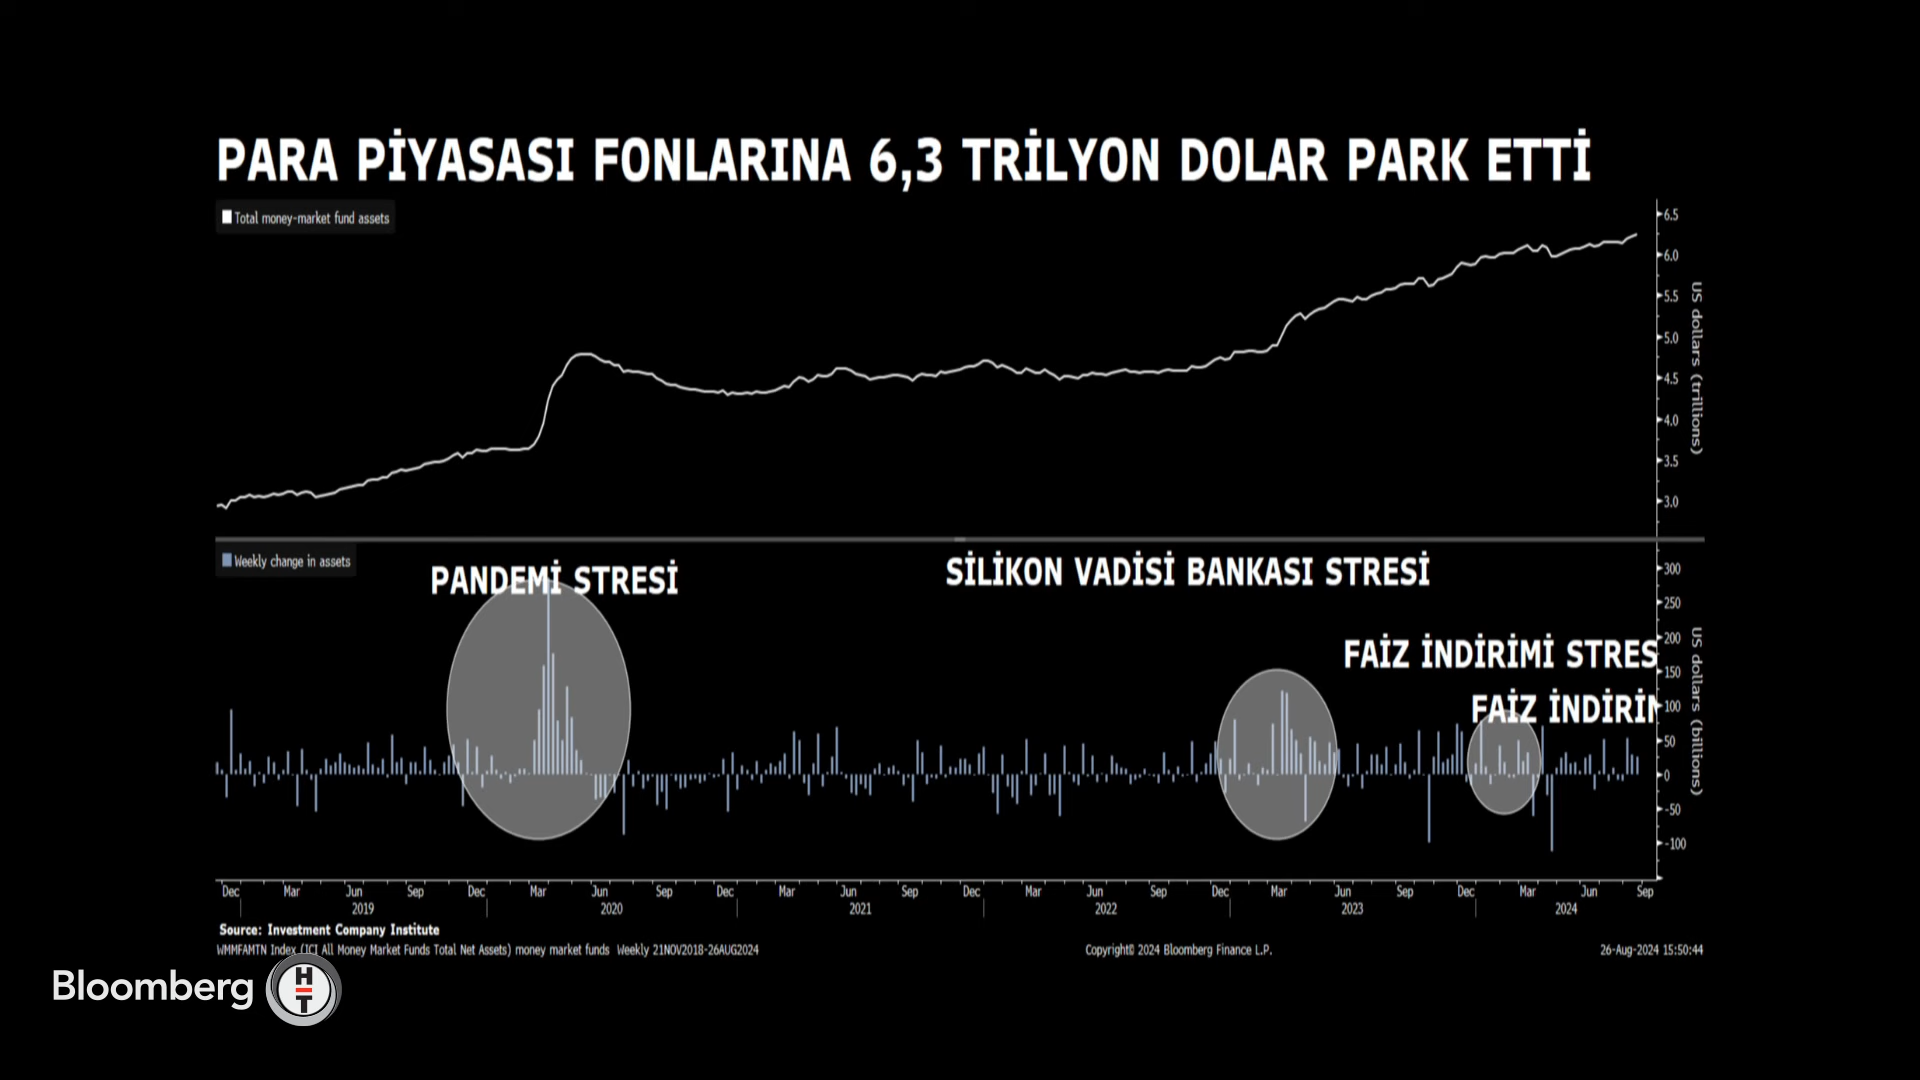 PARA PİYASASI FONLARINA 6,3 TRİLYON DOLAR PARK ETTİ
Total money-market fund assets
6.5
6.0
5.5
5.0
4.5
4.0
3.5
3.0
US dollars (trillions)
Weekly change in assets
PANDEMİ STRESİ
SİLİKON VADİSİ BANKASI STRESİ
FAİZ İNDİRİMİ STRES
FAİZ İNDİRİM
300
250
200
150
100
50
0
-50
-100
US dollars (billions)
Dec Mar Jun Sep Dec Mar Jun Sep Dec Mar Jun Sep Dec Mar Jun Sep Dec Mar Jun Sep Dec Mar Jun Sep
2019 2020 2021 2022 2023 2024
Source: Investment Company Institute
WMMFAMTN Index (ICI All Money Market Funds Total Net Assets) money market funds Weekly 21NOV2018-26AUG2024
Copyright© 2024 Bloomberg Finance L.P.
26-Aug-2024 15:50:44
Bloomberg HT